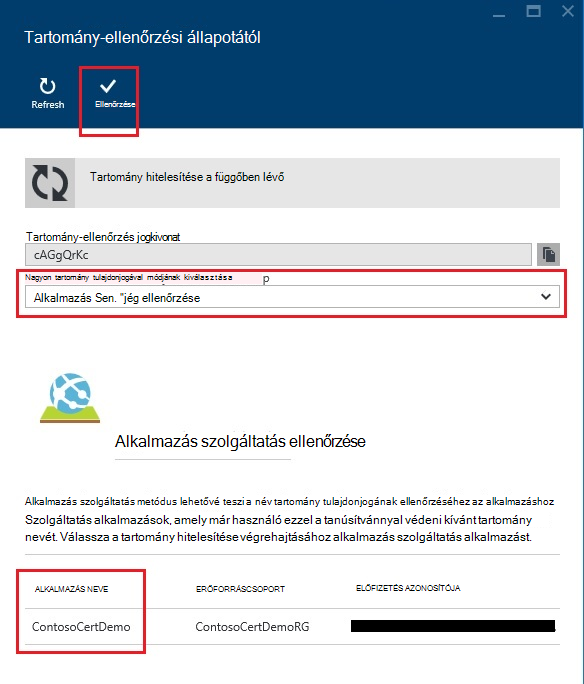 Tartomány-ellenőrzési állapotától
Refresh
Ellenőrzése
Tartomány hitelesítése a függőben lévő
Tartomány-ellenőrzés jogkivonat
cAGgQrKc
Nagyon tartomány tulajdonjogával módjának kiválasztása p
Alkalmazás Sen. "jég ellenőrzése
Alkalmazás szolgáltatás ellenőrzése
Alkalmazás szolgáltatás metódus lehetővé teszi a név tartomány tulajdonjogának ellenőrzéséhez az alkalmazáshoz
Szolgáltatás alkalmazások, amely már használó ezzel a tanúsítvánnyal védeni kívánt tartomány
nevét. Válassza a tartomány hitelesítése végrehajtásához alkalmazás szolgáltatás alkalmazást.
ALKALMAZÁS NEVE ERŐFORRÁSCSOPORT ELŐFIZETÉS AZONOSÍTÓJA
ContosoCertDemo ContosoCertDemoRG